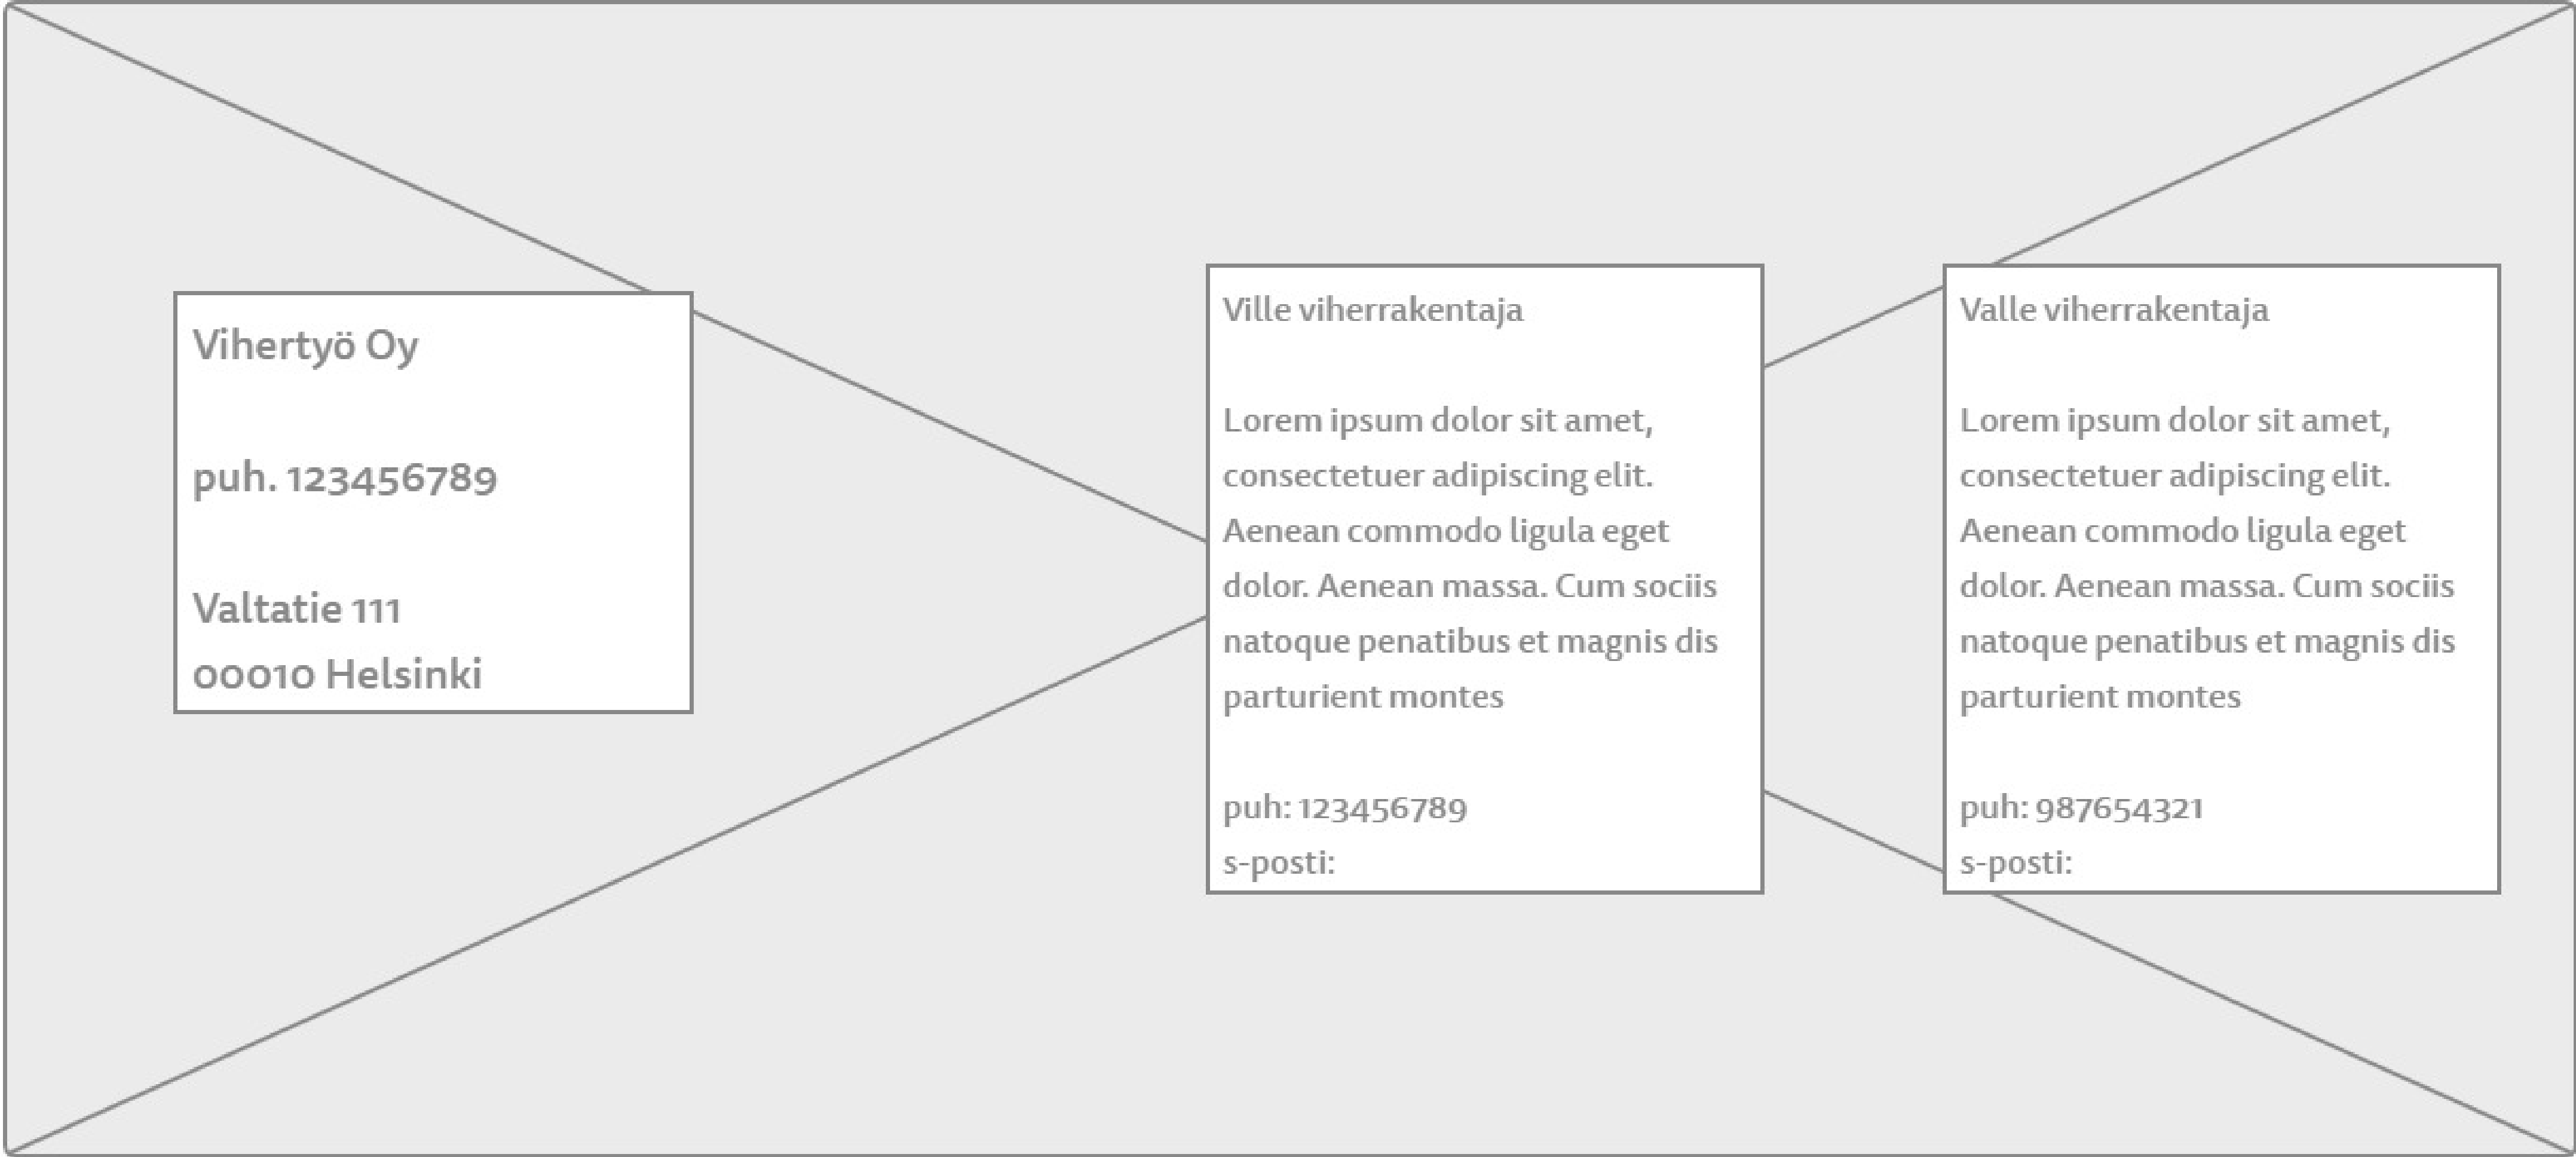 Vihertyö Oy
puh. 123456789
Valtatie 111
00010 Helsinki
Ville viherrakentaja
Lorem ipsum dolor sit amet,
consectetuer adipiscing elit.
Aenean commodo ligula eget
dolor. Aenean massa. Cum sociis
natoque penatibus et magnis dis
parturient montes
puh: 123456789
s-posti:
Valle viherrakentaja
Lorem ipsum dolor sit amet,
consectetuer adipiscing elit.
Aenean commodo ligula eget
dolor. Aenean massa. Cum sociis
natoque penatibus et magnis dis
parturient montes
puh: 987654321
s-posti: